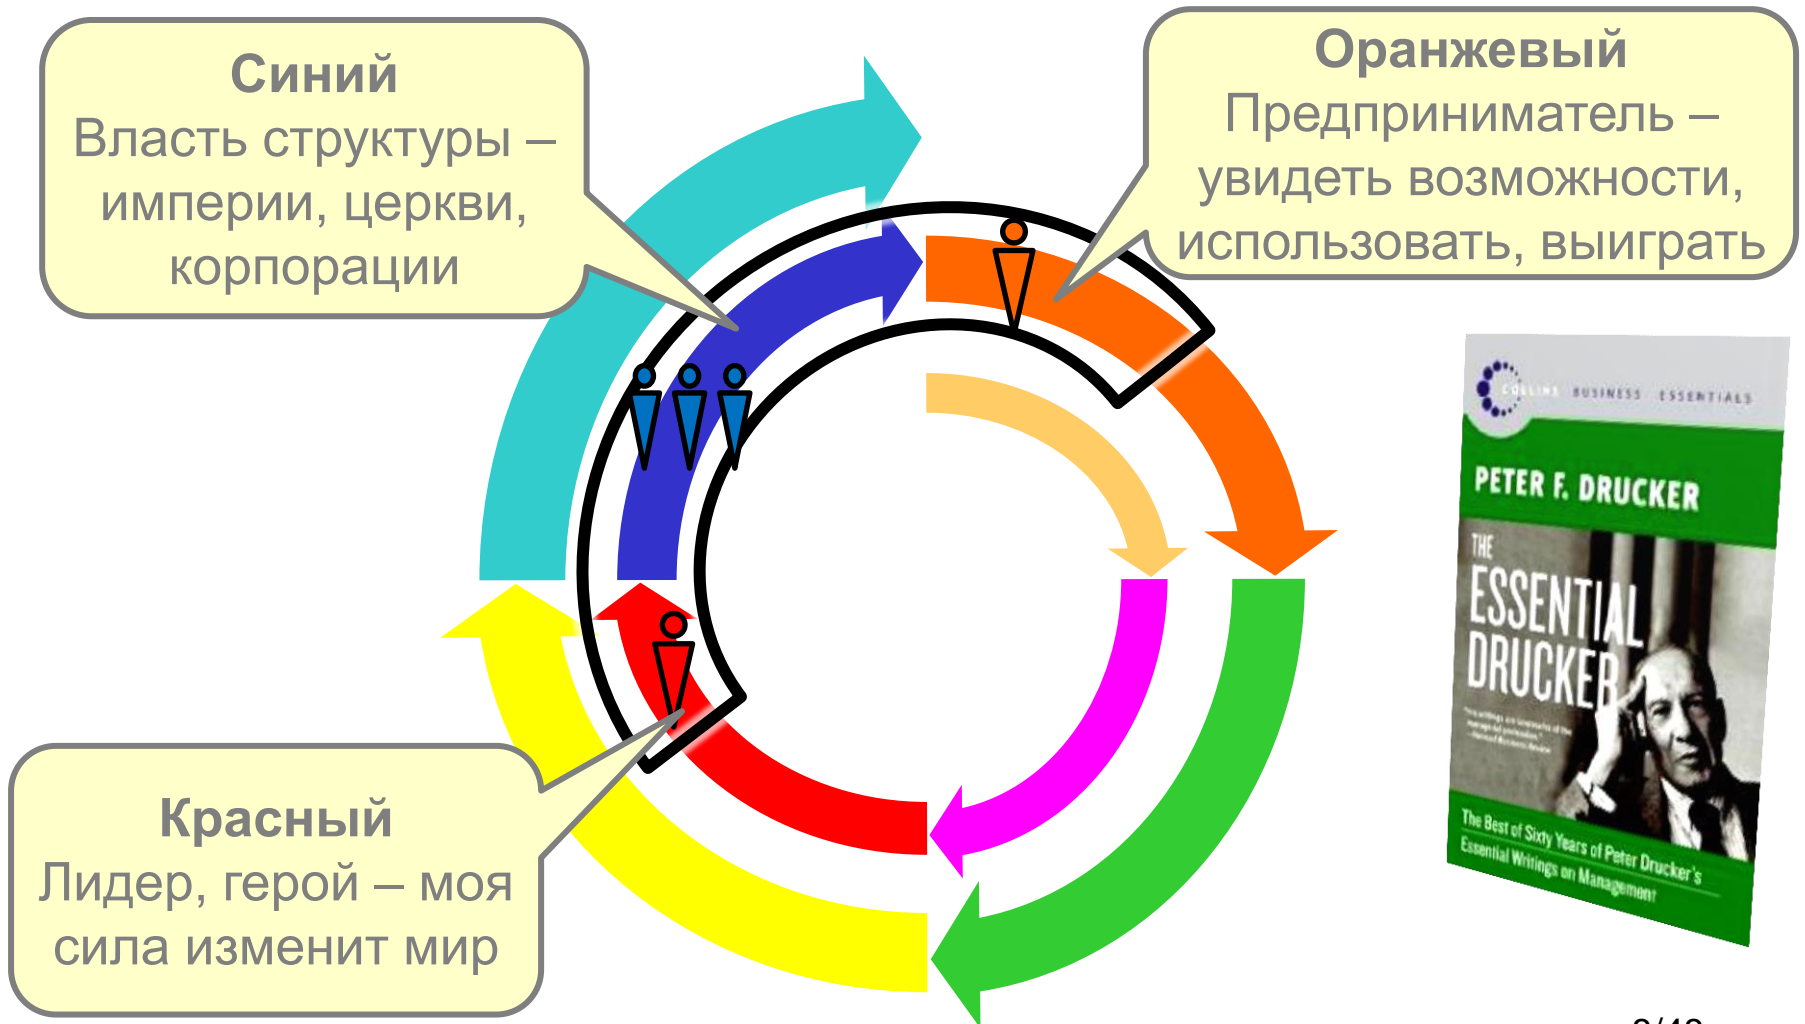 Синий
Власть структуры –
империи, церкви,
корпорации
Оранжевый
Предприниматель –
увидеть возможности,
использовать, выиграть
Красный
Лидер, герой – моя
сила изменит мир
COLLINS BUSINESS ESSENTIALS
PETER F. DRUCKER
THE
ESSENTIAL
DRUCKER
The Best of Sixty Years of Peter Drucker's
Essential Writings on Management